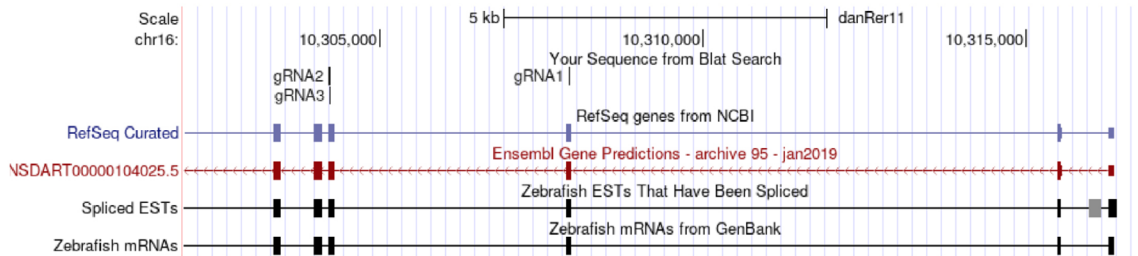 Scale 5 kb danRer11
chr16: 10,305,000 10,310,000 10,315,000
Your Sequence from Blat Search
gRNA2 gRNA1
gRNA3
RefSeq genes from NCBI
RefSeq Curated
Ensembl Gene Predictions - archive 95 - jan2019
NSDART00000104025.5
Zebrafish ESTs That Have Been Spliced
Spliced ESTs
Zebrafish mRNAs from GenBank
Zebrafish mRNAs